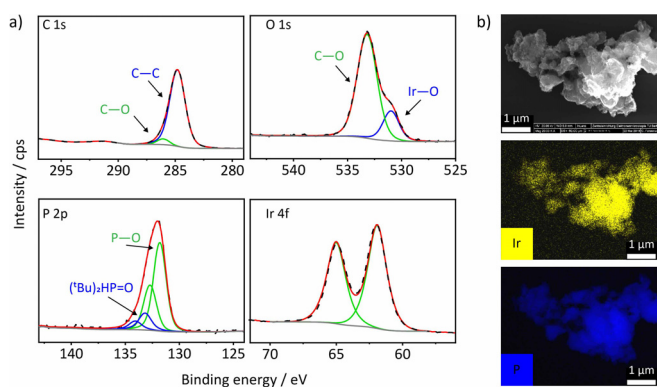 a)
C 1s
C—C
C—O
295
290
285
280
O 1s
C—O
Ir—O
540
535
530
525
P 2p
P—O
(ᵗBu)₂HP=O
140
135
130
125
Ir 4f
70
65
60
Intensity / cps
Binding energy / eV
b)
1 µm
Ir
1 µm
P
1 µm